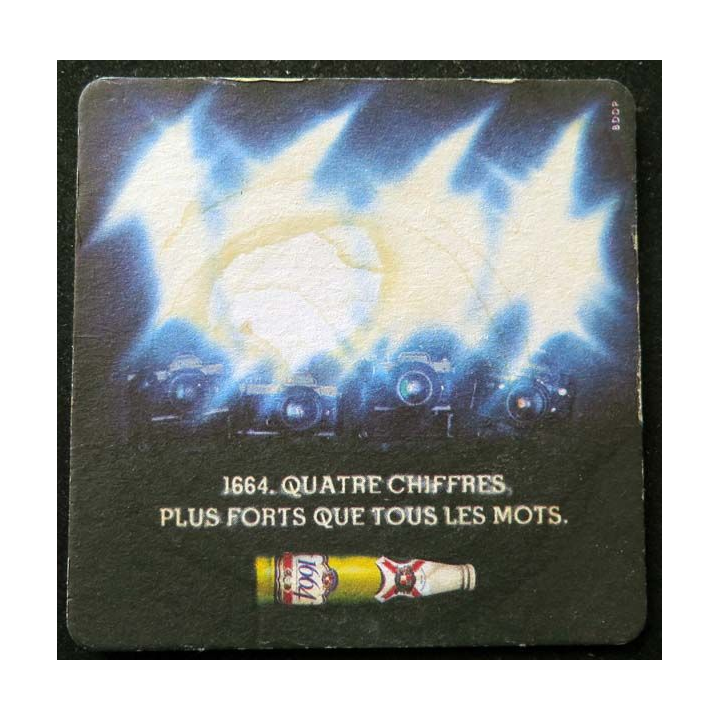 BDDP
1664. QUATRE CHIFFRES,
PLUS FORTS QUE TOUS LES MOTS.
1664